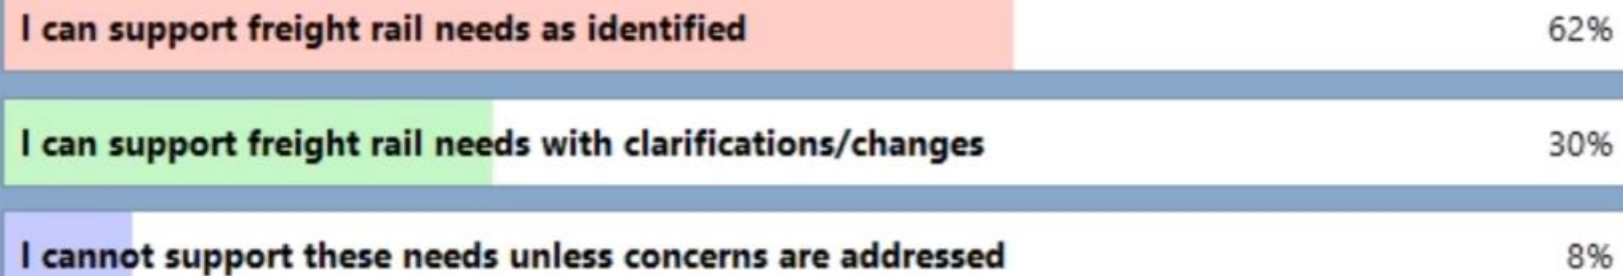 I can support freight rail needs as identified 62%
I can support freight rail needs with clarifications/changes 30%
I cannot support these needs unless concerns are addressed 8%